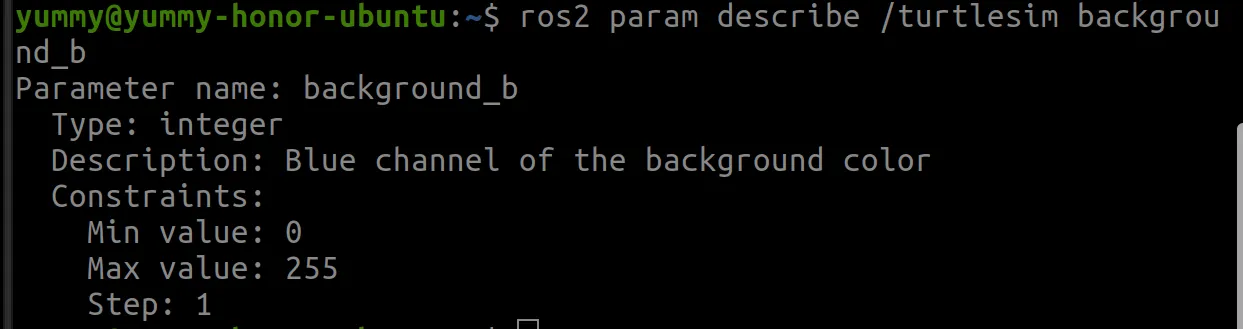 yummy@yummy-honor-ubuntu:~$ ros2 param describe /turtlesim backgrou
nd_b
Parameter name: background_b
  Type: integer
  Description: Blue channel of the background color
  Constraints:
    Min value: 0
    Max value: 255
    Step: 1